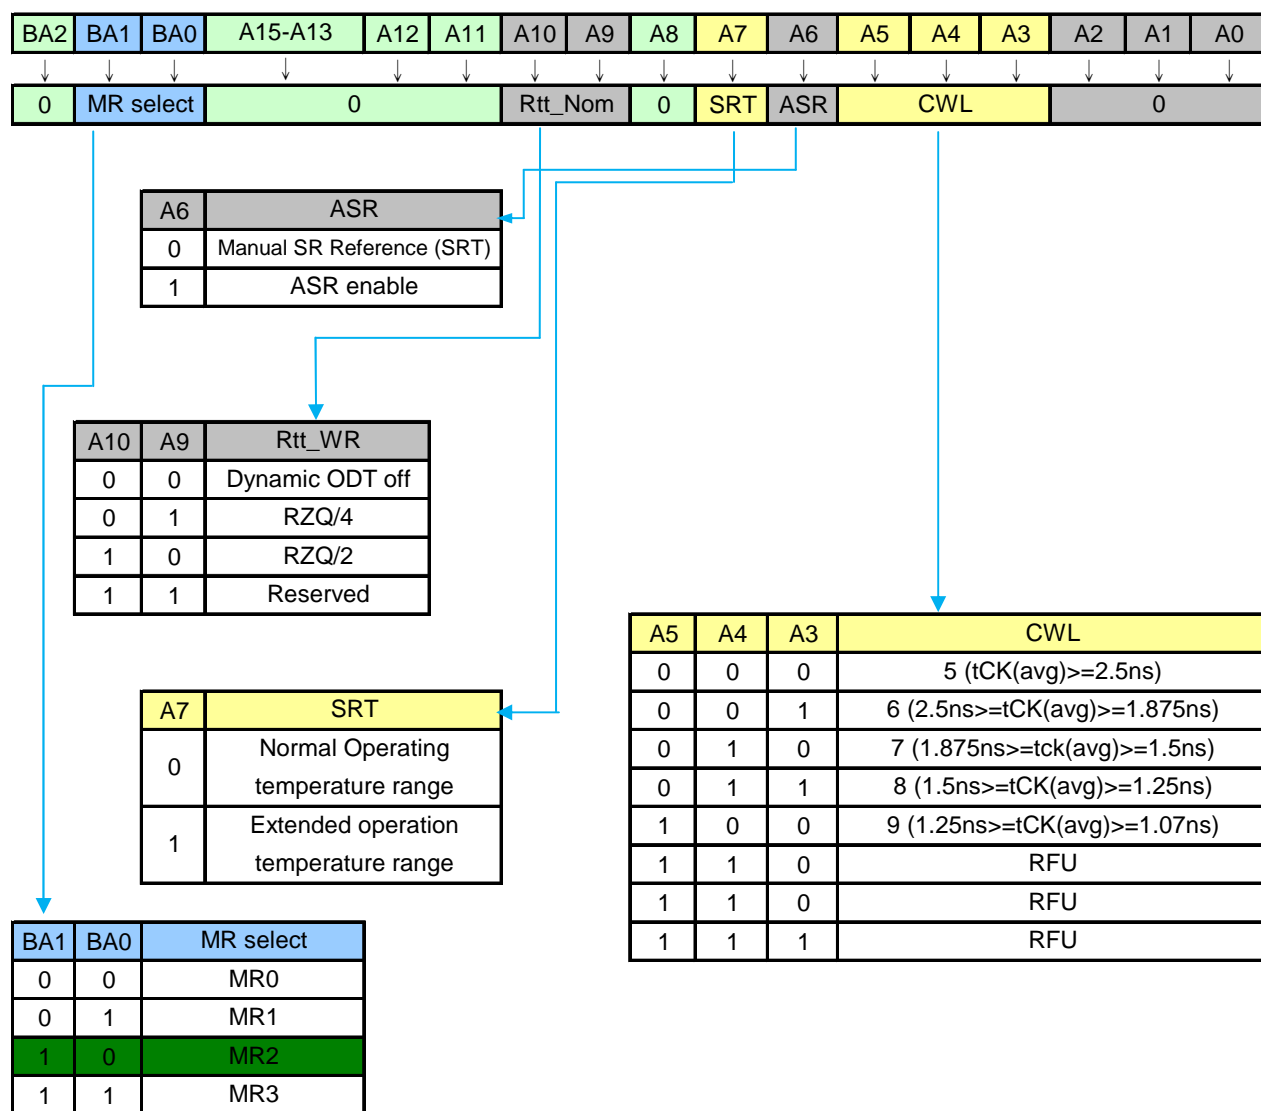 BA2 BA1 BA0 A15-A13 A12 A11 A10 A9 A8 A7 A6 A5 A4 A3 A2 A1 A0
0 MR select 0 Rtt_Nom 0 SRT ASR CWL 0
A6 ASR
0 Manual SR Reference (SRT)
1 ASR enable
A10 A9 Rtt_WR
0 0 Dynamic ODT off
0 1 RZQ/4
1 0 RZQ/2
1 1 Reserved
A5 A4 A3 CWL
0 0 0 5 (tCK(avg)>=2.5ns)
0 0 1 6 (2.5ns>=tCK(avg)>=1.875ns)
0 1 0 7 (1.875ns>=tck(avg)>=1.5ns)
0 1 1 8 (1.5ns>=tCK(avg)>=1.25ns)
1 0 0 9 (1.25ns>=tCK(avg)>=1.07ns)
1 1 0 RFU
1 1 0 RFU
1 1 1 RFU
A7 SRT
0 Normal Operating
temperature range
1 Extended operation
temperature range
BA1 BA0 MR select
0 0 MR0
0 1 MR1
1 0 MR2
1 1 MR3